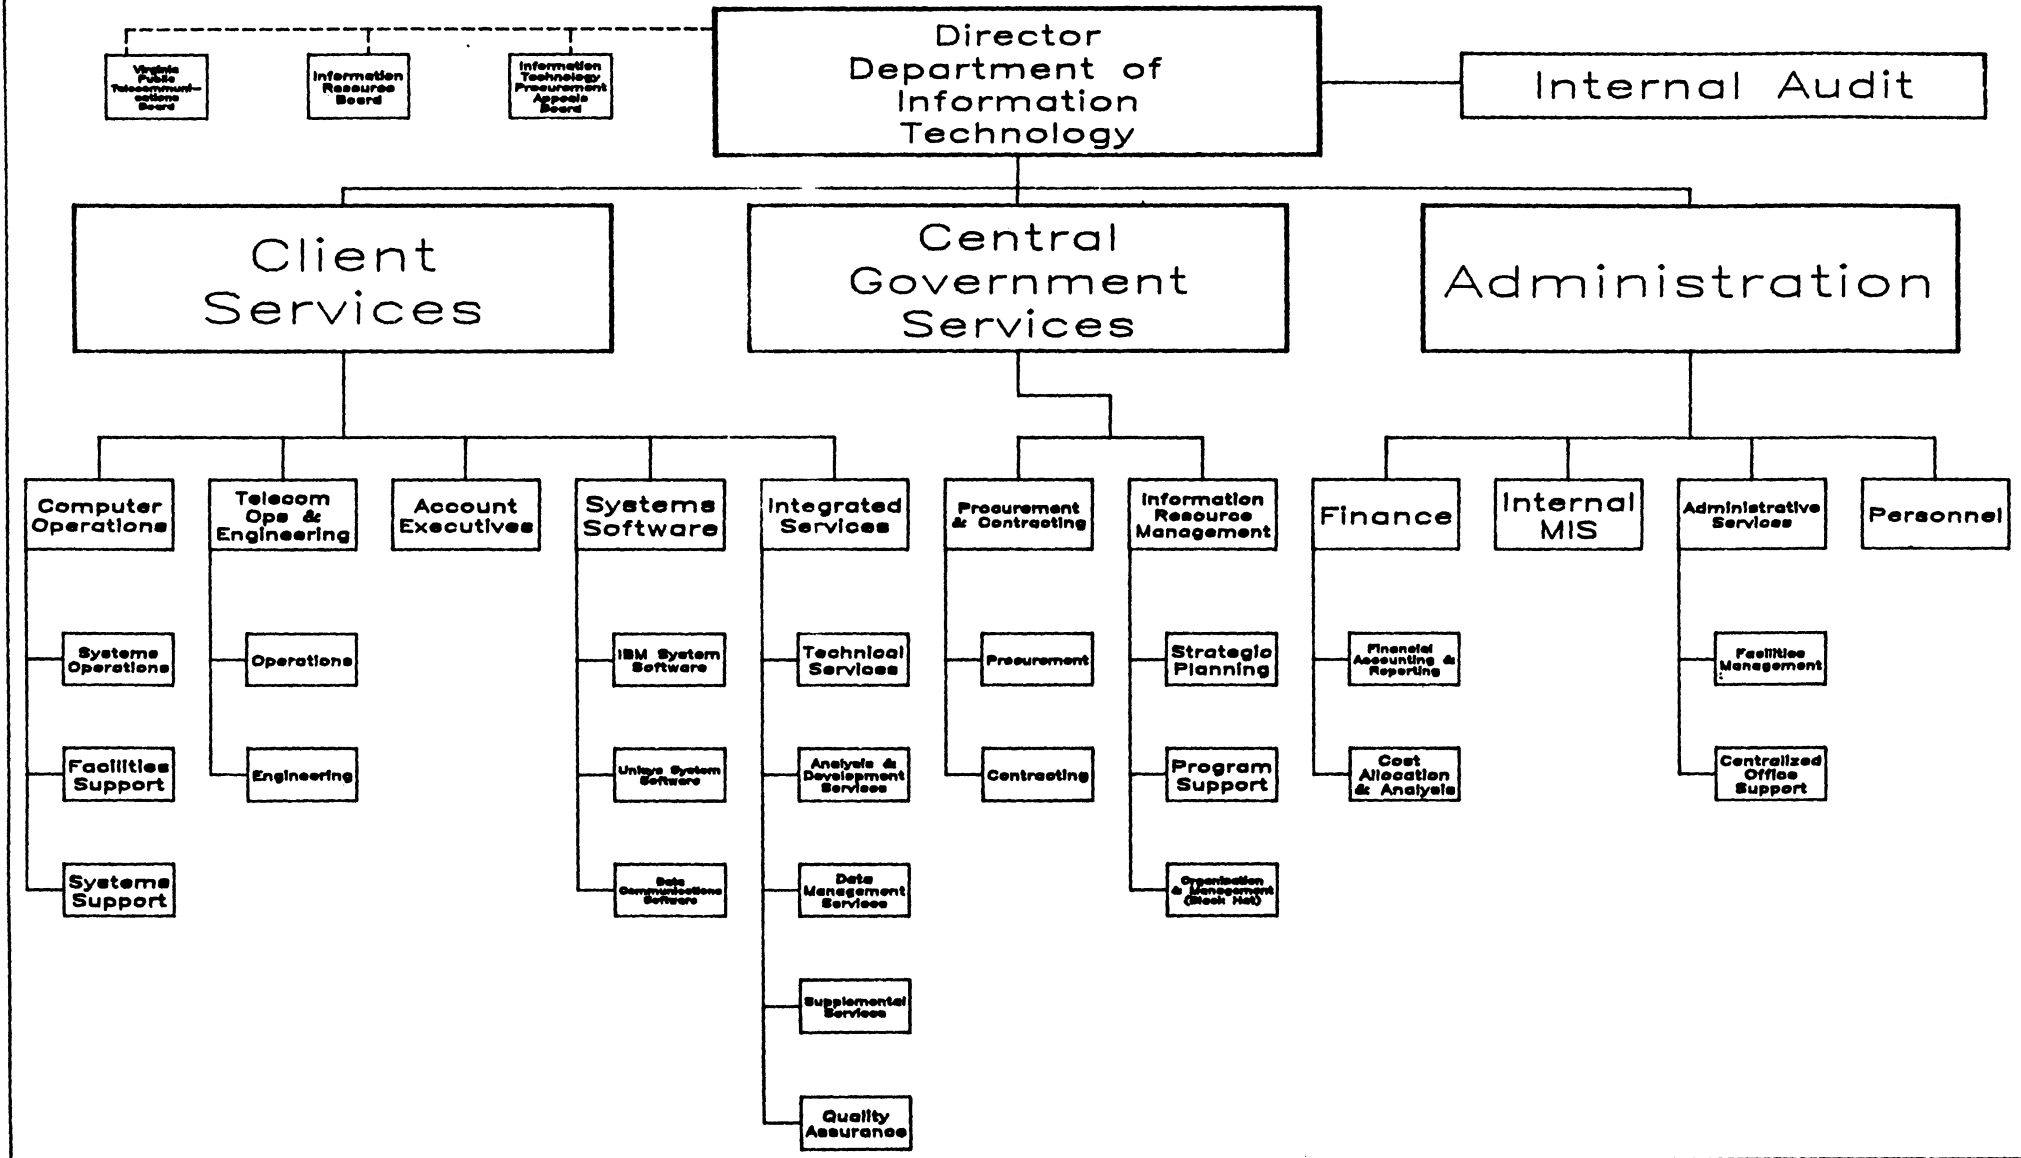 Director
Department of
Information
Technology
Virginia
Public
Telecommuni-
cations
Board
Information
Resource
Board
Information
Technology
Procurement
Appeals
Board
Internal Audit
Client
Services
Central
Government
Services
Administration
Computer
Operations
Telecom
Ops &
Engineering
Account
Executives
Systems
Software
Integrated
Services
Procurement
& Contracting
Information
Resource
Management
Finance
Internal
MIS
Administrative
Services
Personnel
Systems
Operations
Operations
IBM System
Software
Technical
Services
Procurement
Strategic
Planning
Financial
Accounting &
Reporting
Facilities
Management
Facilities
Support
Engineering
Unisys System
Software
Analysis &
Development
Services
Contracting
Program
Support
Cost
Allocation
& Analysis
Centralized
Office
Support
Systems
Support
Data
Communications
Software
Data
Management
Services
Organization
& Management
(Black Hat)
Supplemental
Services
Quality
Assurance